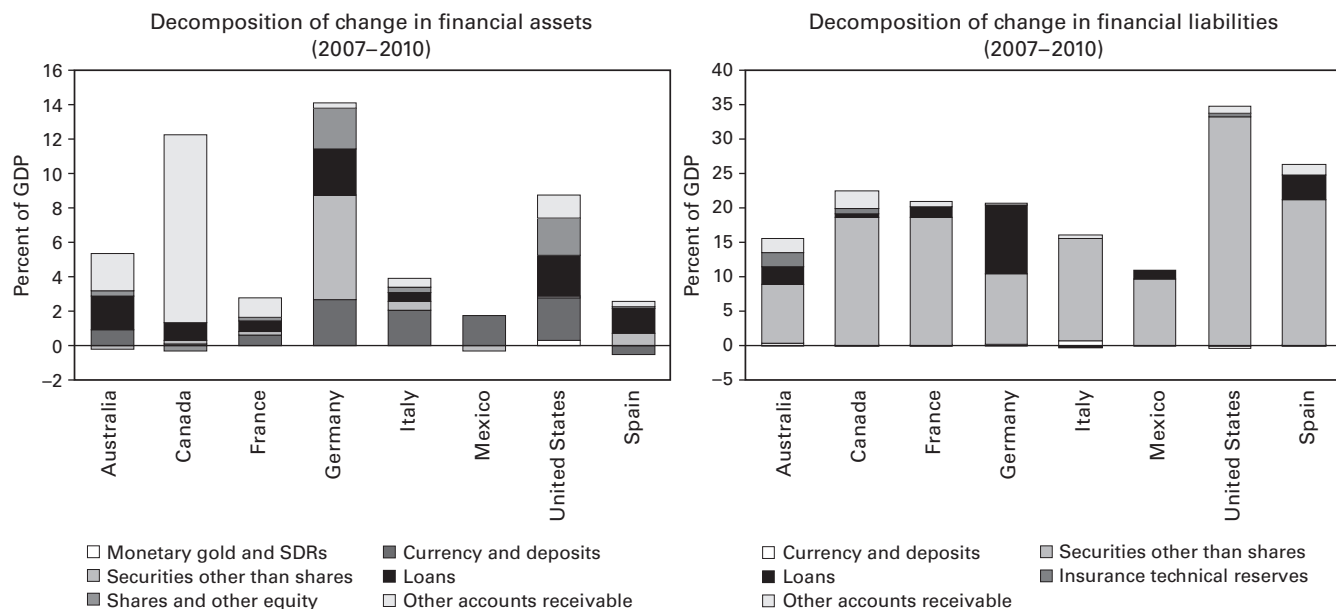 Decomposition of change in financial assets
(2007–2010)
Percent of GDP
16
14
12
10
8
6
4
2
0
–2
Australia
Canada
France
Germany
Italy
Mexico
United States
Spain
Monetary gold and SDRs
Currency and deposits
Securities other than shares
Loans
Shares and other equity
Other accounts receivable
Decomposition of change in financial liabilities
(2007–2010)
Percent of GDP
40
35
30
25
20
15
10
5
0
–5
Australia
Canada
France
Germany
Italy
Mexico
United States
Spain
Currency and deposits
Securities other than shares
Loans
Insurance technical reserves
Other accounts receivable